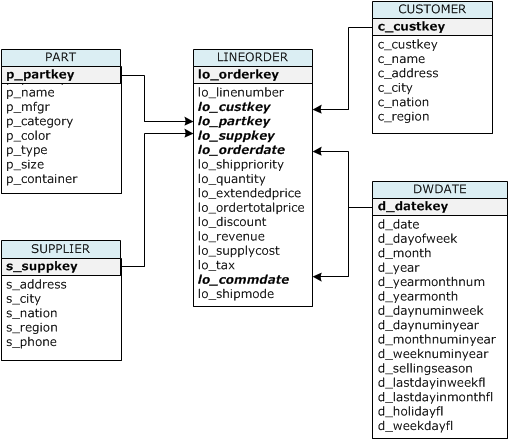 PART
p_partkey
p_name
p_mfgr
p_category
p_color
p_type
p_size
p_container
SUPPLIER
s_suppkey
s_address
s_city
s_nation
s_region
s_phone
LINEORDER
lo_orderkey
lo_linenumber
lo_custkey
lo_partkey
lo_suppkey
lo_orderdate
lo_shippriority
lo_quantity
lo_extendedprice
lo_ordertotalprice
lo_discount
lo_revenue
lo_supplycost
lo_tax
lo_commdate
lo_shipmode
CUSTOMER
c_custkey
c_custkey
c_name
c_address
c_city
c_nation
c_region
DWDATE
d_datekey
d_date
d_dayofweek
d_month
d_year
d_yearmonthnum
d_yearmonth
d_daynuminweek
d_daynuminyear
d_monthnuminyear
d_weeknuminyear
d_sellingseason
d_lastdayinweekfl
d_lastdayinmonthfl
d_holidayfl
d_weekdayfl